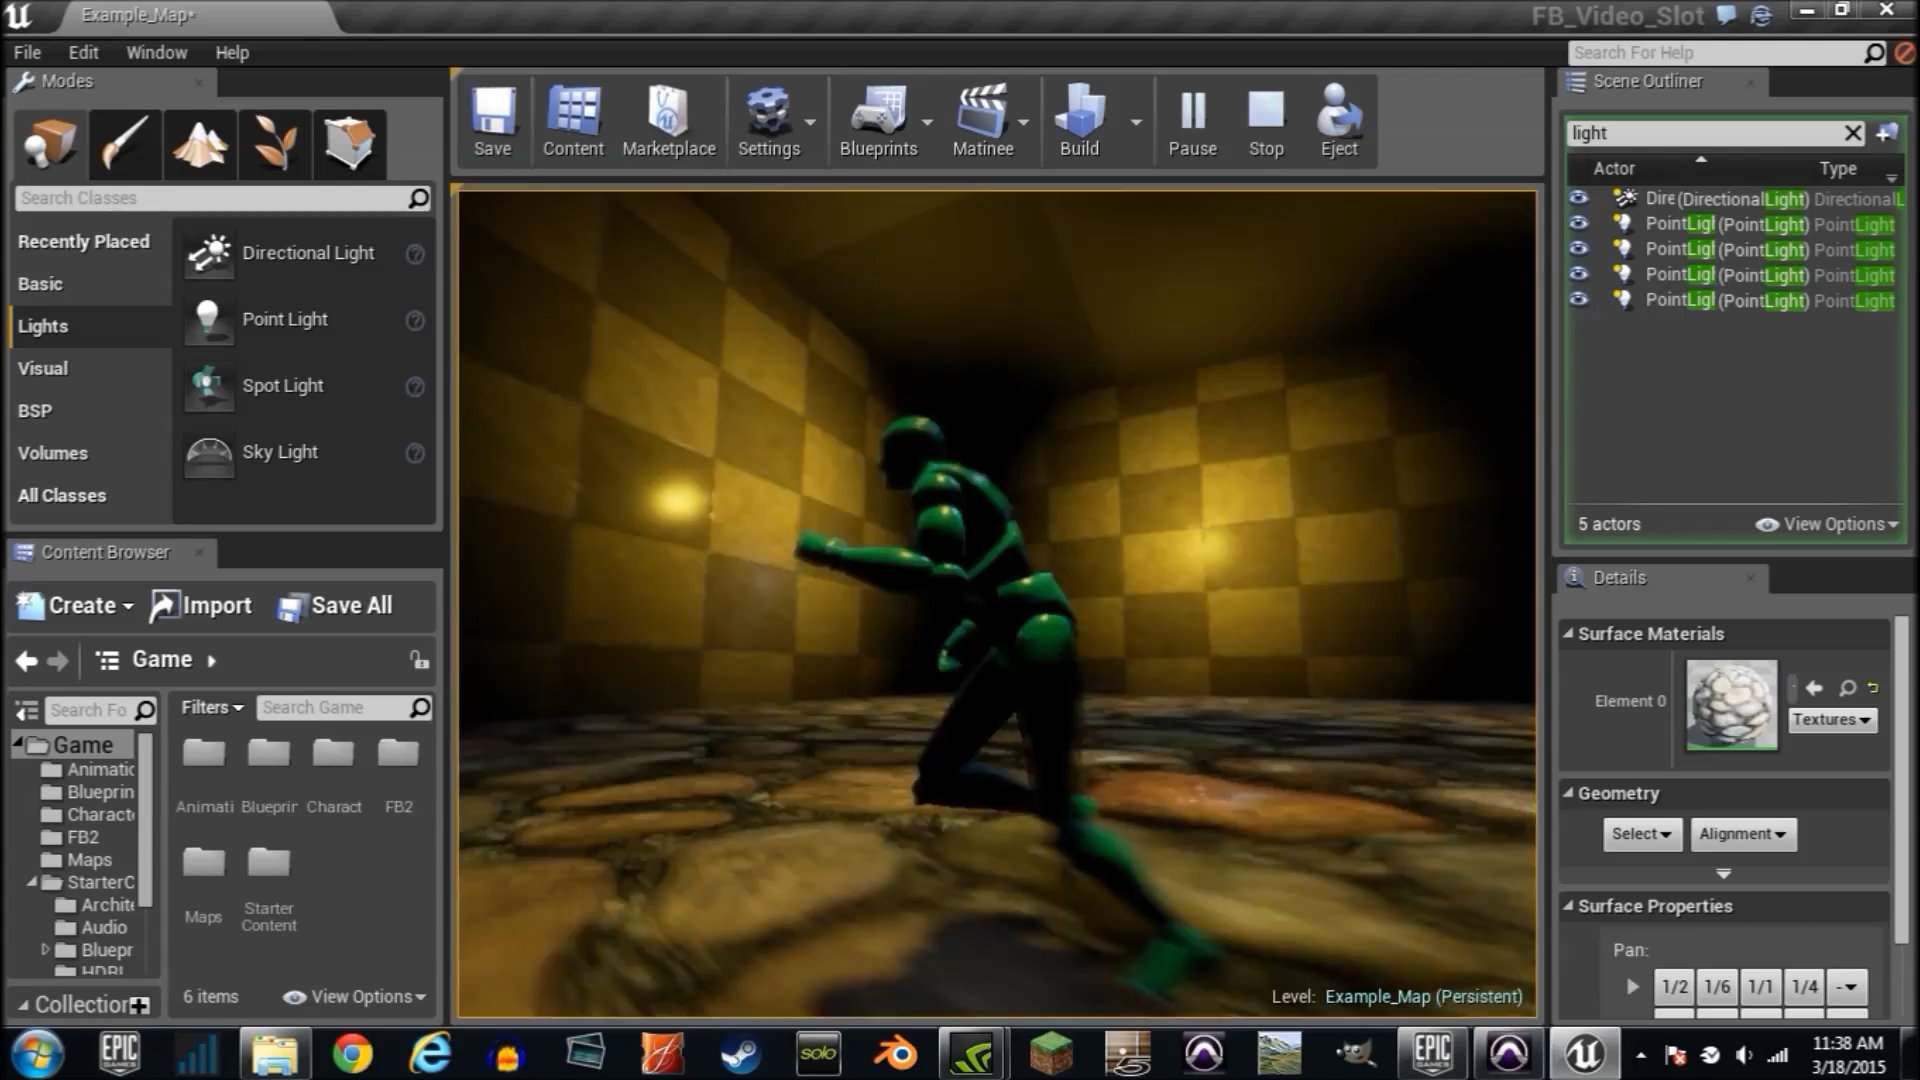 Example_Map*
FB_Video_Slot
File Edit Window Help
Search For Help
Modes
Search Classes
Recently Placed
Basic
Lights
Visual
BSP
Volumes
All Classes
Directional Light
Point Light
Spot Light
Sky Light
Save
Content
Marketplace
Settings
Blueprints
Matinee
Build
Pause
Stop
Eject
Level: Example_Map (Persistent)
Scene Outliner
light
Actor Type
Dire (DirectionalLight) DirectionalL
PointLigl (PointLight) PointLight
PointLigl (PointLight) PointLight
PointLigl (PointLight) PointLight
PointLigl (PointLight) PointLight
5 actors View Options
Details
Surface Materials
Element 0
Textures
Geometry
Select Alignment
Surface Properties
Pan:
1/2 1/6 1/1 1/4 -
Content Browser
Create Import Save All
Game
Search Fo
Filters Search Game
Game
Animatic
Blueprin
Characte
FB2
Maps
StarterC
Archite
Audio
Bluepr
HDRI
Collection
Animati Blueprin Charact FB2
Maps Starter
Content
6 items View Options
EPIC
GAMES
solo
EPIC
GAMES
11:38 AM
3/18/2015